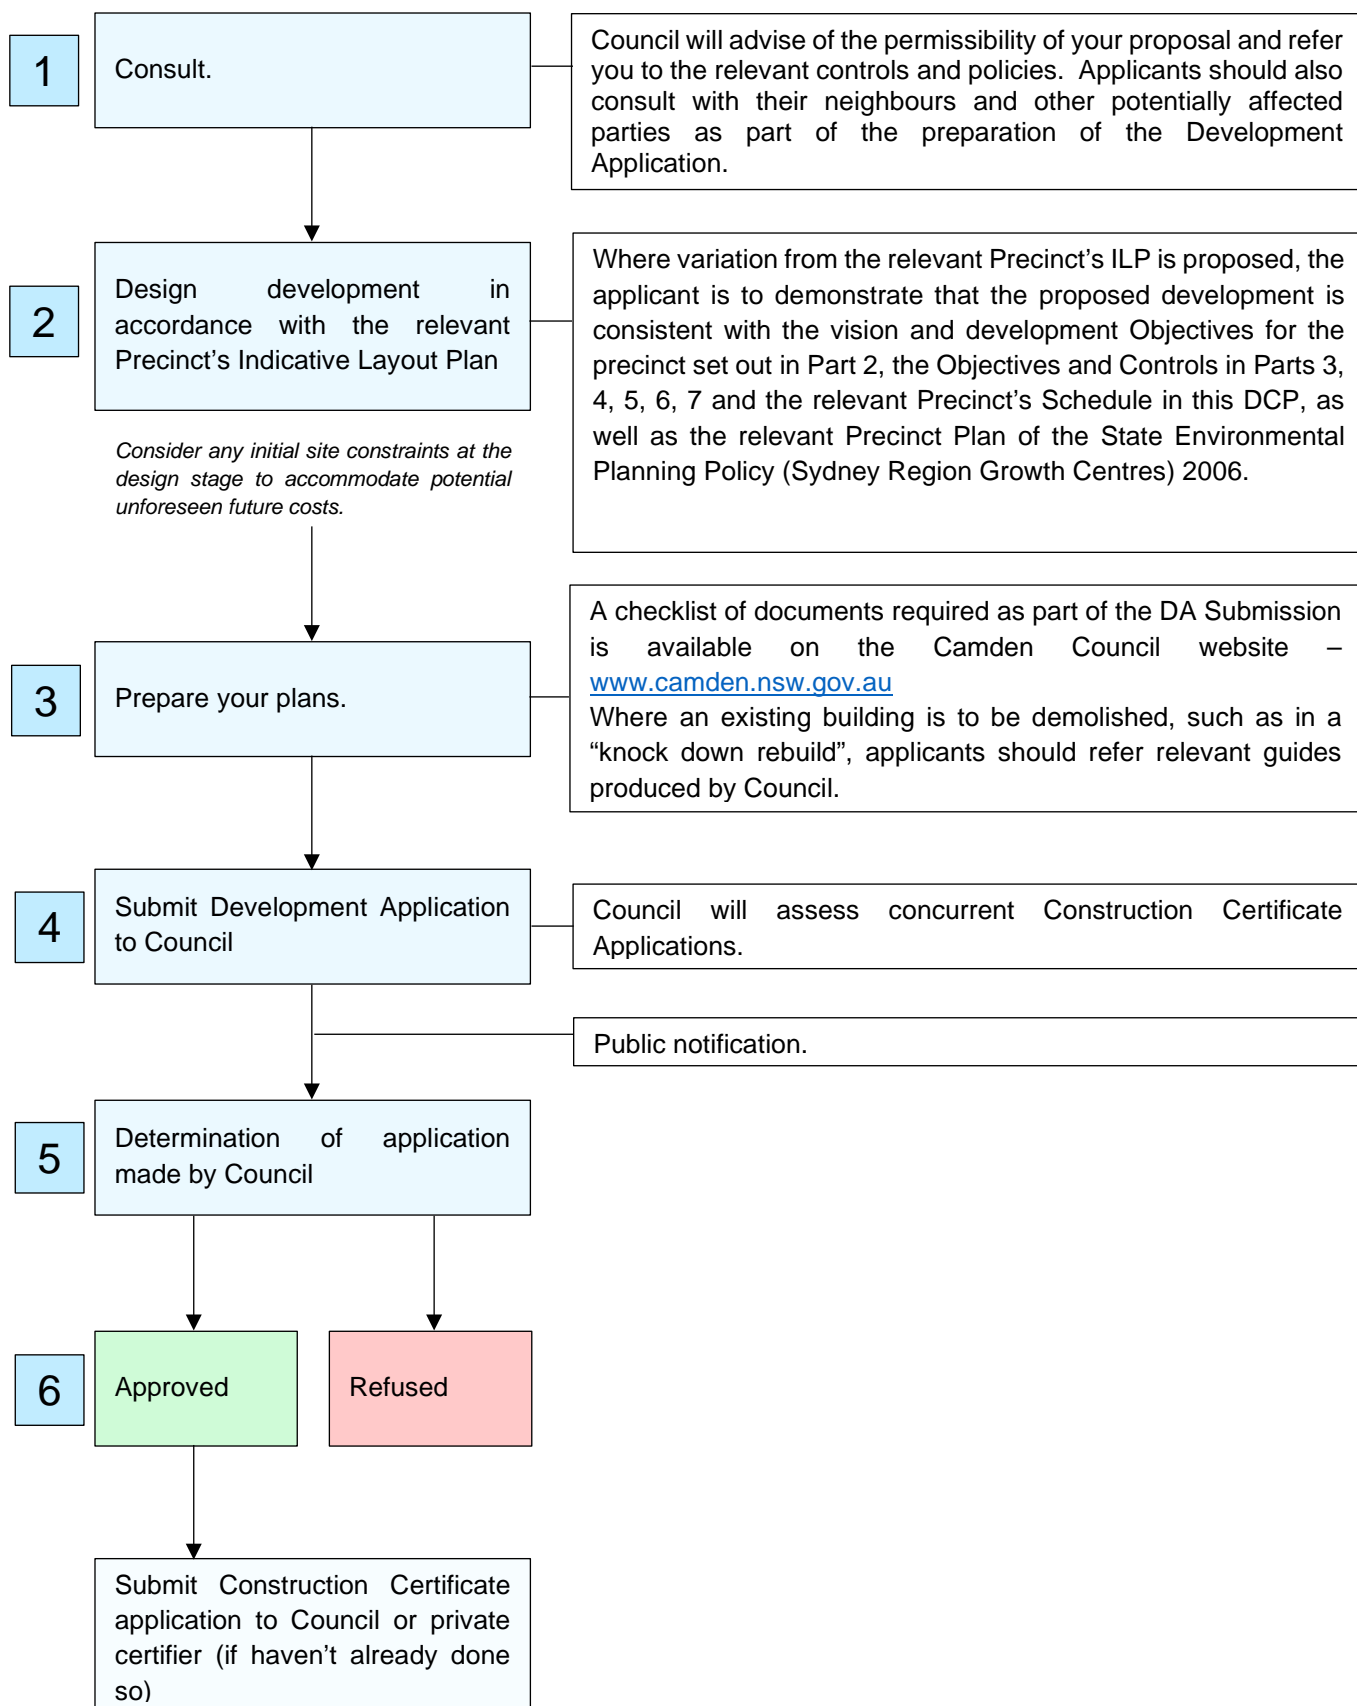 1
Consult.
Council will advise of the permissibility of your proposal and refer
you to the relevant controls and policies. Applicants should also
consult with their neighbours and other potentially affected
parties as part of the preparation of the Development
Application.
2
Design development in
accordance with the relevant
Precinct’s Indicative Layout Plan
Where variation from the relevant Precinct’s ILP is proposed, the
applicant is to demonstrate that the proposed development is
consistent with the vision and development Objectives for the
precinct set out in Part 2, the Objectives and Controls in Parts 3,
4, 5, 6, 7 and the relevant Precinct’s Schedule in this DCP, as
well as the relevant Precinct Plan of the State Environmental
Planning Policy (Sydney Region Growth Centres) 2006.
Consider any initial site constraints at the
design stage to accommodate potential
unforeseen future costs.
3
Prepare your plans.
A checklist of documents required as part of the DA Submission
is available on the Camden Council website –
www.camden.nsw.gov.au
Where an existing building is to be demolished, such as in a
“knock down rebuild”, applicants should refer relevant guides
produced by Council.
4
Submit Development Application
to Council
Council will assess concurrent Construction Certificate
Applications.
Public notification.
5
Determination of application
made by Council
6
Approved
Refused
Submit Construction Certificate
application to Council or private
certifier (if haven’t already done
so)